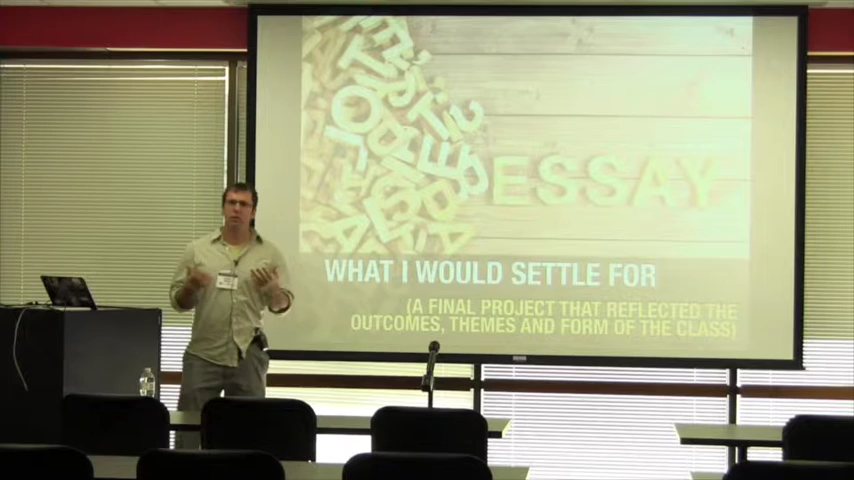 ESSAY
WHAT I WOULD SETTLE FOR
(A FINAL PROJECT THAT REFLECTED THE
OUTCOMES, THEMES AND FORM OF THE CLASS)